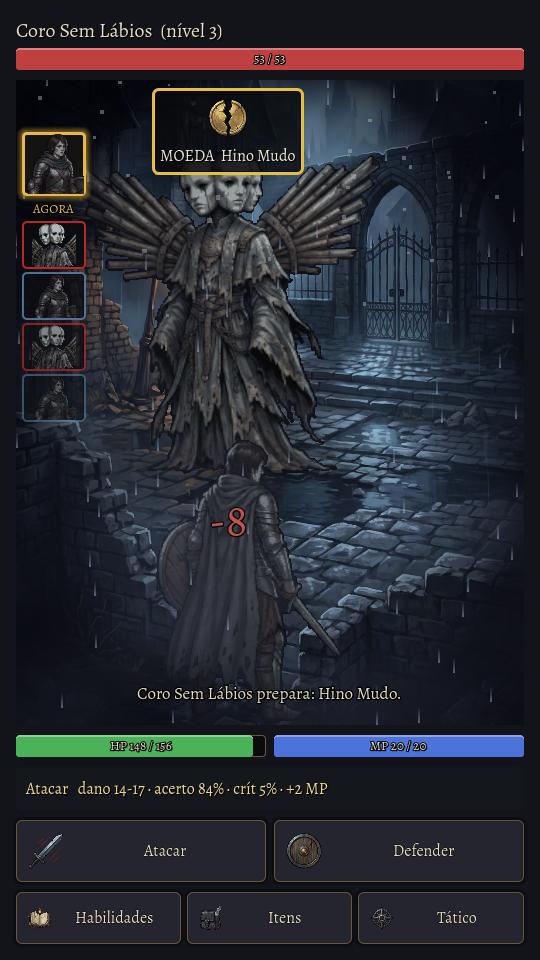 Coro Sem Lábios (nível 3)
53 / 53
MOEDA Hino Mudo
AGORA
-8
Coro Sem Lábios prepara: Hino Mudo.
HP 148 / 156
MP 20 / 20
Atacar dano 14-17 · acerto 84% · crít 5% · +2 MP
Atacar
Defender
Habilidades
Itens
Tático